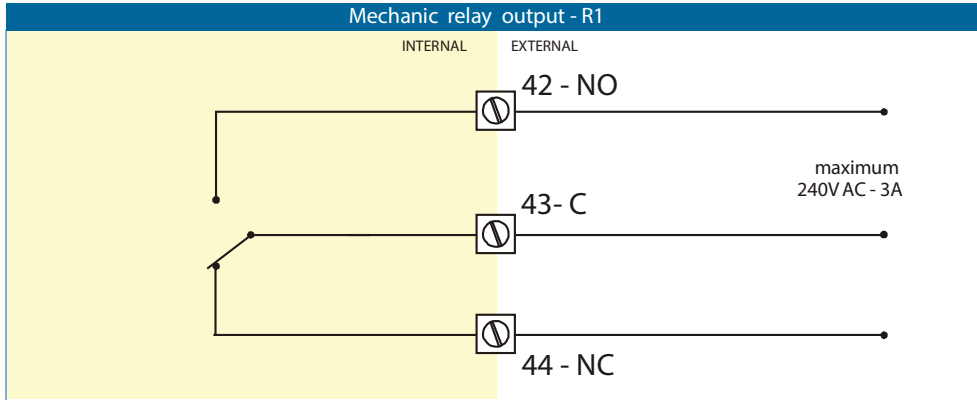 Mechanic relay output - R1
INTERNAL EXTERNAL
42 - NO
maximum
240V AC - 3A
43- C
44 - NC